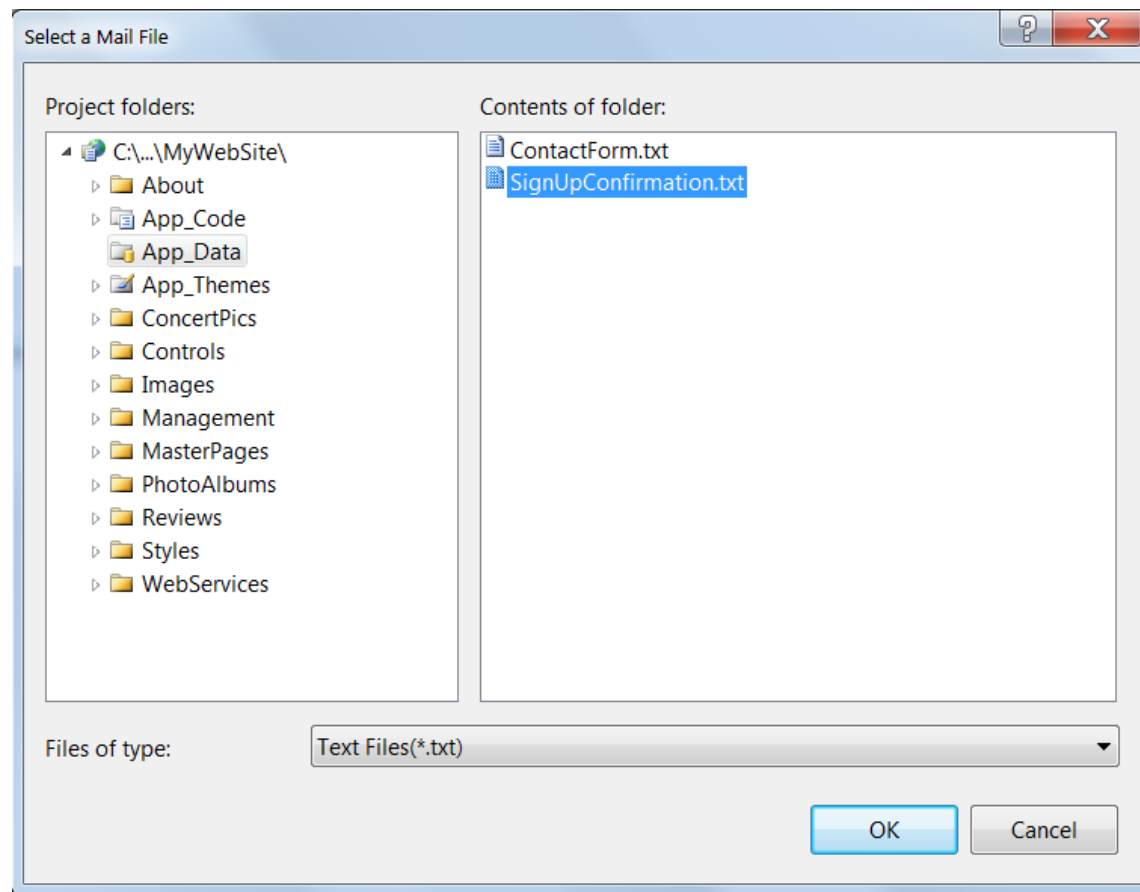 Select a Mail File
Project folders:
C:\...\MyWebSite\
About
App_Code
App_Data
App_Themes
ConcertPics
Controls
Images
Management
MasterPages
PhotoAlbums
Reviews
Styles
WebServices
Contents of folder:
ContactForm.txt
SignUpConfirmation.txt
Files of type:
Text Files(*.txt)
OK
Cancel